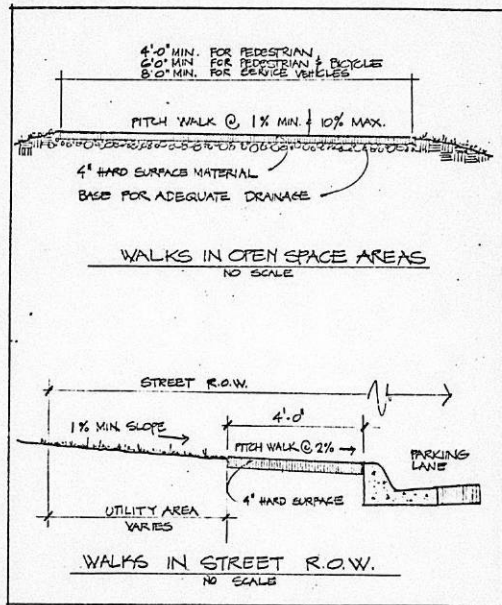 4'-0" MIN. FOR PEDESTRIAN
6'0" MIN FOR PEDESTRIAN & BICYCLE
8'0" MIN. FOR SERVICE VEHICLES
PITCH WALK @ 1% MIN. & 10% MAX.
4" HARD SURFACE MATERIAL
BASE FOR ADEQUATE DRAINAGE
WALKS IN OPEN SPACE AREAS
NO SCALE
STREET R.O.W.
4'-0"
1% MIN. SLOPE
PITCH WALK @ 2%
PARKING
LANE
4" HARD SURFACE
UTILITY AREA
VARIES
WALKS IN STREET R.O.W.
NO SCALE